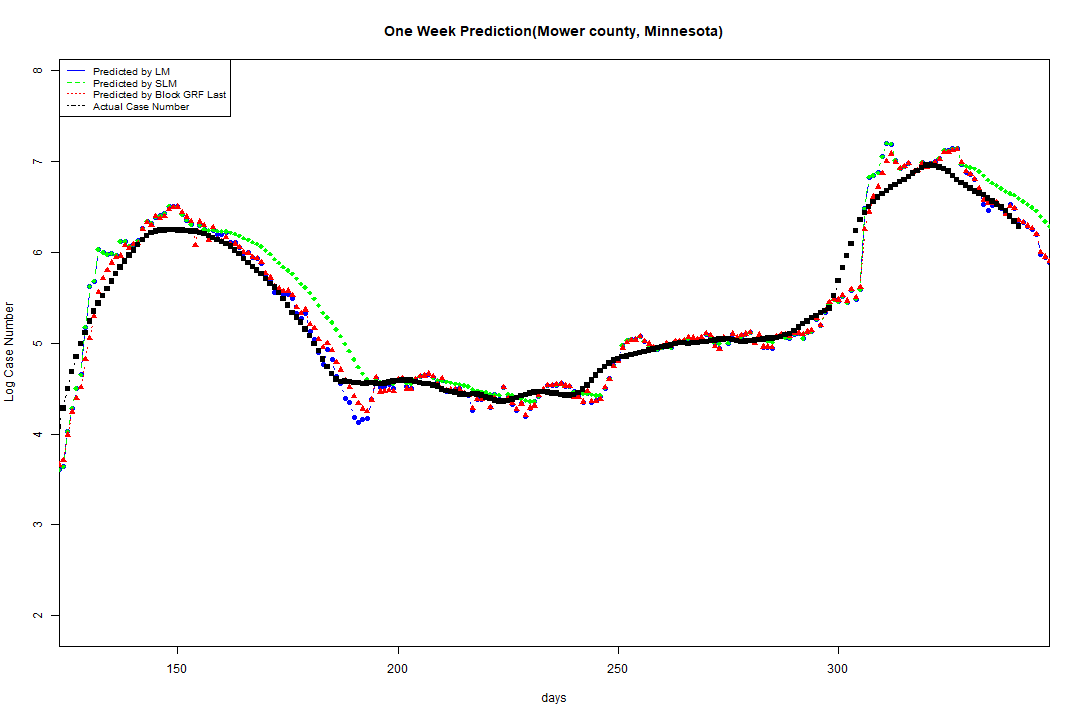 One Week Prediction(Mower county, Minnesota)
Predicted by LM
Predicted by SLM
Predicted by Block GRF Last
Actual Case Number
8
7
6
5
4
3
2
Log Case Number
150 200 250 300
days